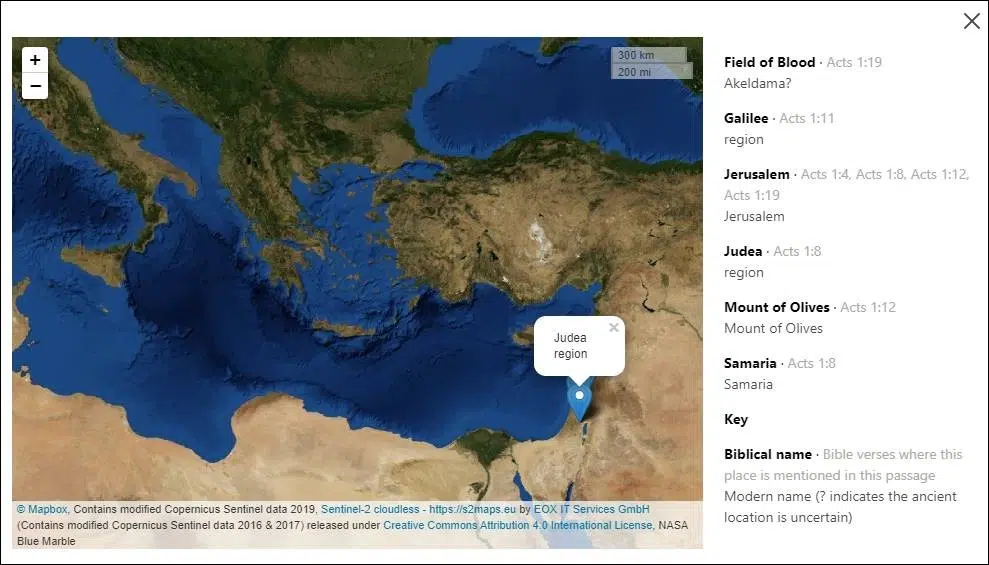 +
−
300 km
200 mi
Judea
region
×
© Mapbox, Contains modified Copernicus Sentinel data 2019, Sentinel-2 cloudless - https://s2maps.eu by EOX IT Services GmbH
(Contains modified Copernicus Sentinel data 2016 & 2017) released under Creative Commons Attribution 4.0 International License, NASA
Blue Marble
Field of Blood · Acts 1:19
Akeldama?
Galilee · Acts 1:11
region
Jerusalem · Acts 1:4, Acts 1:8, Acts 1:12,
Acts 1:19
Jerusalem
Judea · Acts 1:8
region
Mount of Olives · Acts 1:12
Mount of Olives
Samaria · Acts 1:8
Samaria
Key
Biblical name · Bible verses where this
place is mentioned in this passage
Modern name (? indicates the ancient
location is uncertain)